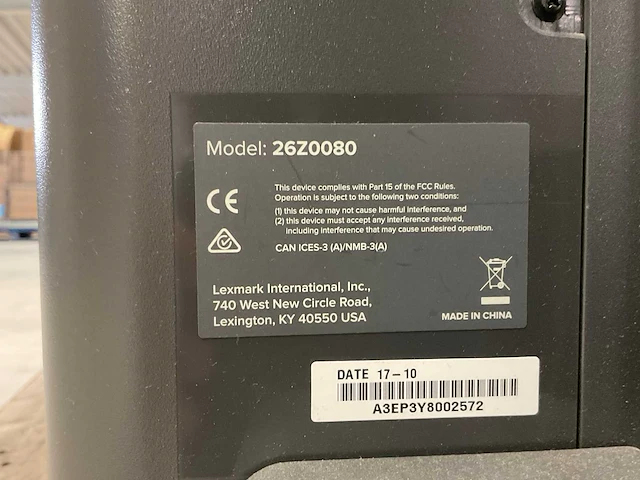 Model: 26Z0080
CE
This device complies with Part 15 of the FCC Rules.
Operation is subject to the following two conditions:
(1) this device may not cause harmful interference, and
(2) this device must accept any interference received,
including interference that may cause undesired operation.
CAN ICES-3 (A)/NMB-3(A)
Lexmark International, Inc.,
740 West New Circle Road,
Lexington, KY 40550 USA
MADE IN CHINA
DATE 17-10
A3EP3Y8002572